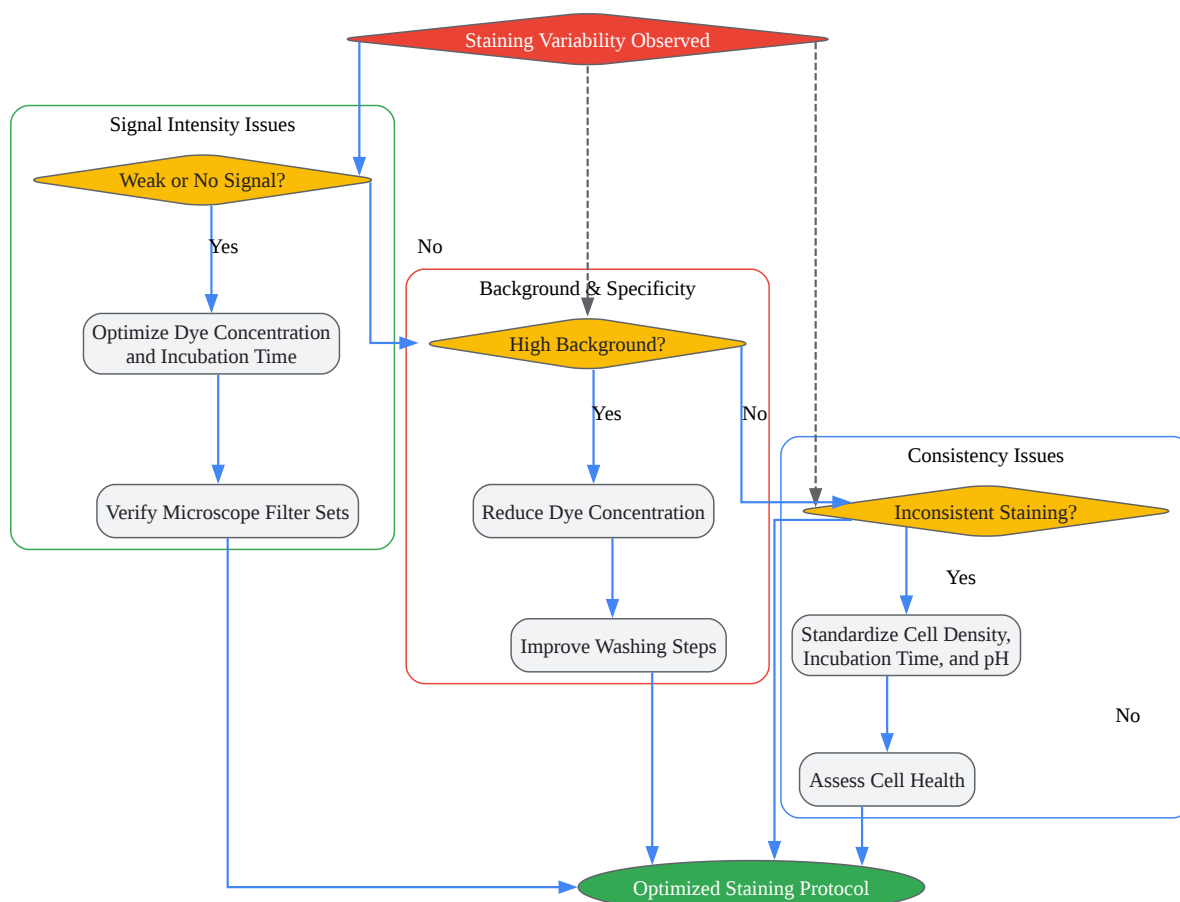 Staining Variability Observed
Signal Intensity Issues
Weak or No Signal?
Yes
No
Optimize Dye Concentration
and Incubation Time
Verify Microscope Filter Sets
Background & Specificity
High Background?
Yes
No
Reduce Dye Concentration
Improve Washing Steps
Consistency Issues
Inconsistent Staining?
Yes
Standardize Cell Density,
Incubation Time, and pH
No
Assess Cell Health
Optimized Staining Protocol